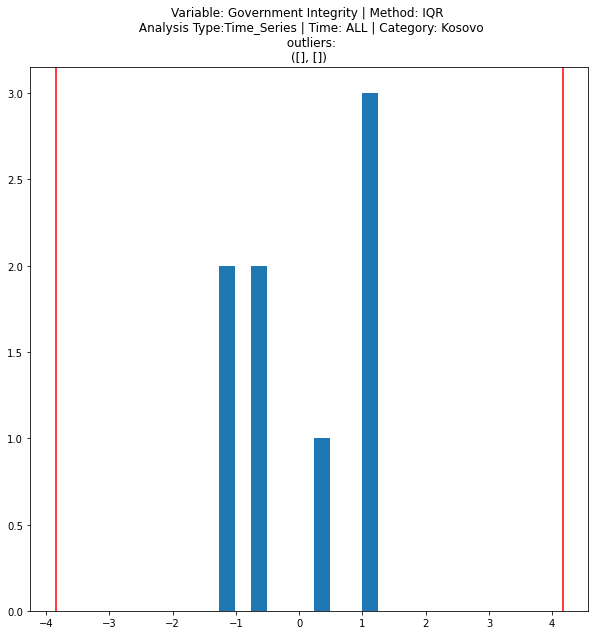 Variable: Government Integrity | Method: IQR
Analysis Type:Time_Series | Time: ALL | Category: Kosovo
outliers:
([], [])
3.0
2.5
2.0
1.5
1.0
0.5
0.0
−4 −3 −2 −1 0 1 2 3 4